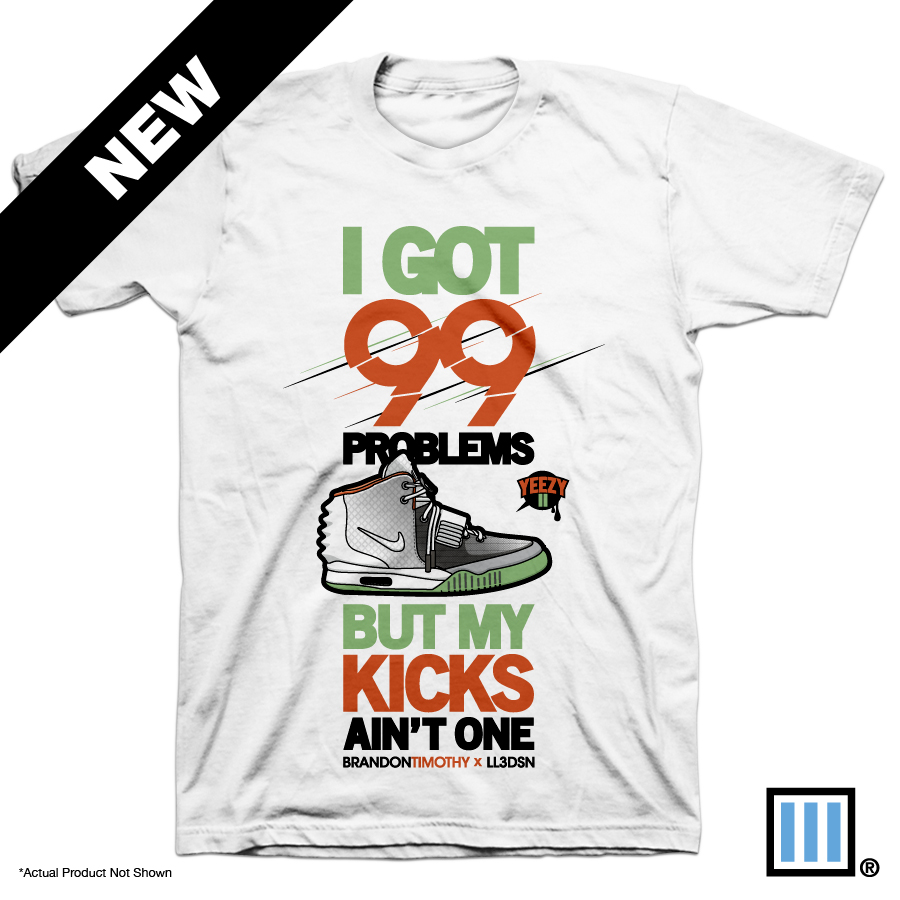 NEW
I GOT
99
PROBLEMS
YEEZY
II
BUT MY
KICKS
AIN'T ONE
BRANDONTIMOTHY x LL3DSN
*Actual Product Not Shown
®